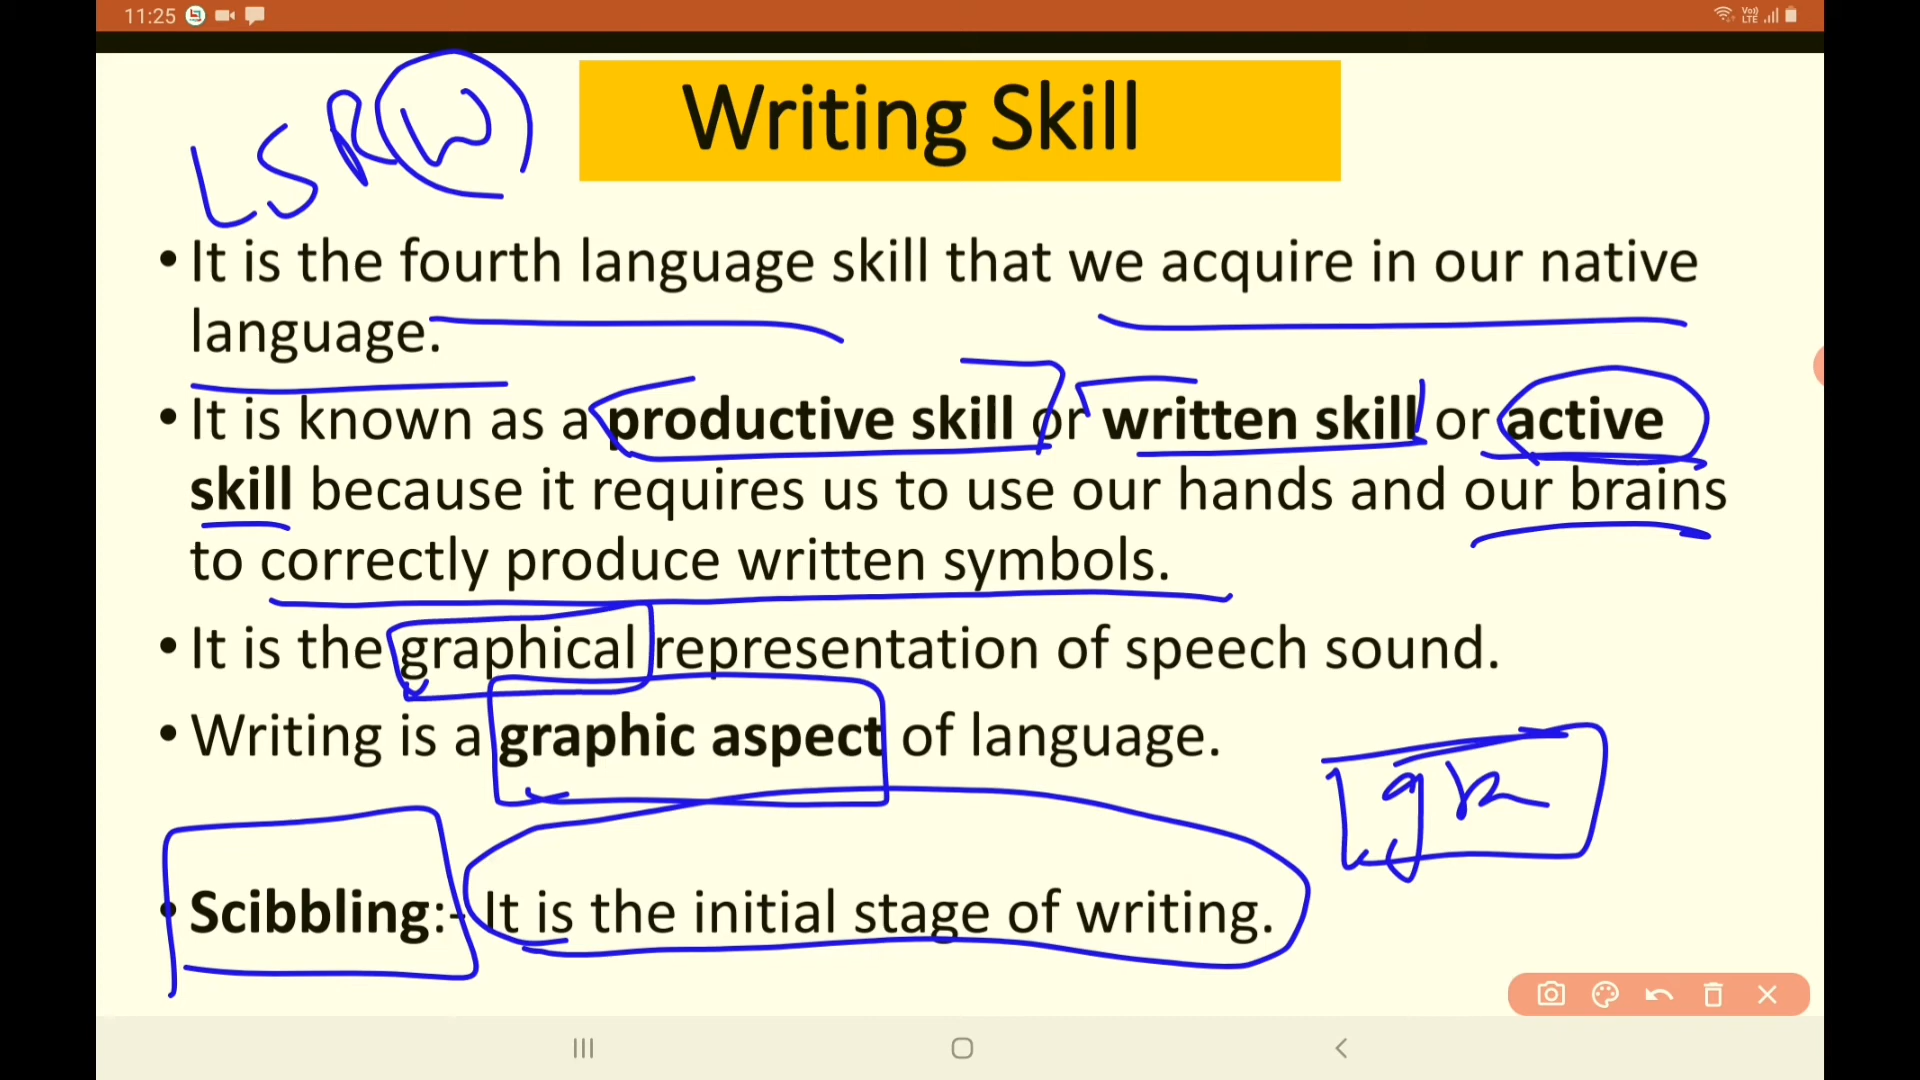 11:25
Vo))
LTE
LSRW
Writing Skill
• It is the fourth language skill that we acquire in our native
language.
• It is known as a productive skill or written skill or active
skill because it requires us to use our hands and our brains
to correctly produce written symbols.
• It is the graphical representation of speech sound.
• Writing is a graphic aspect of language.
• Scibbling:- It is the initial stage of writing.